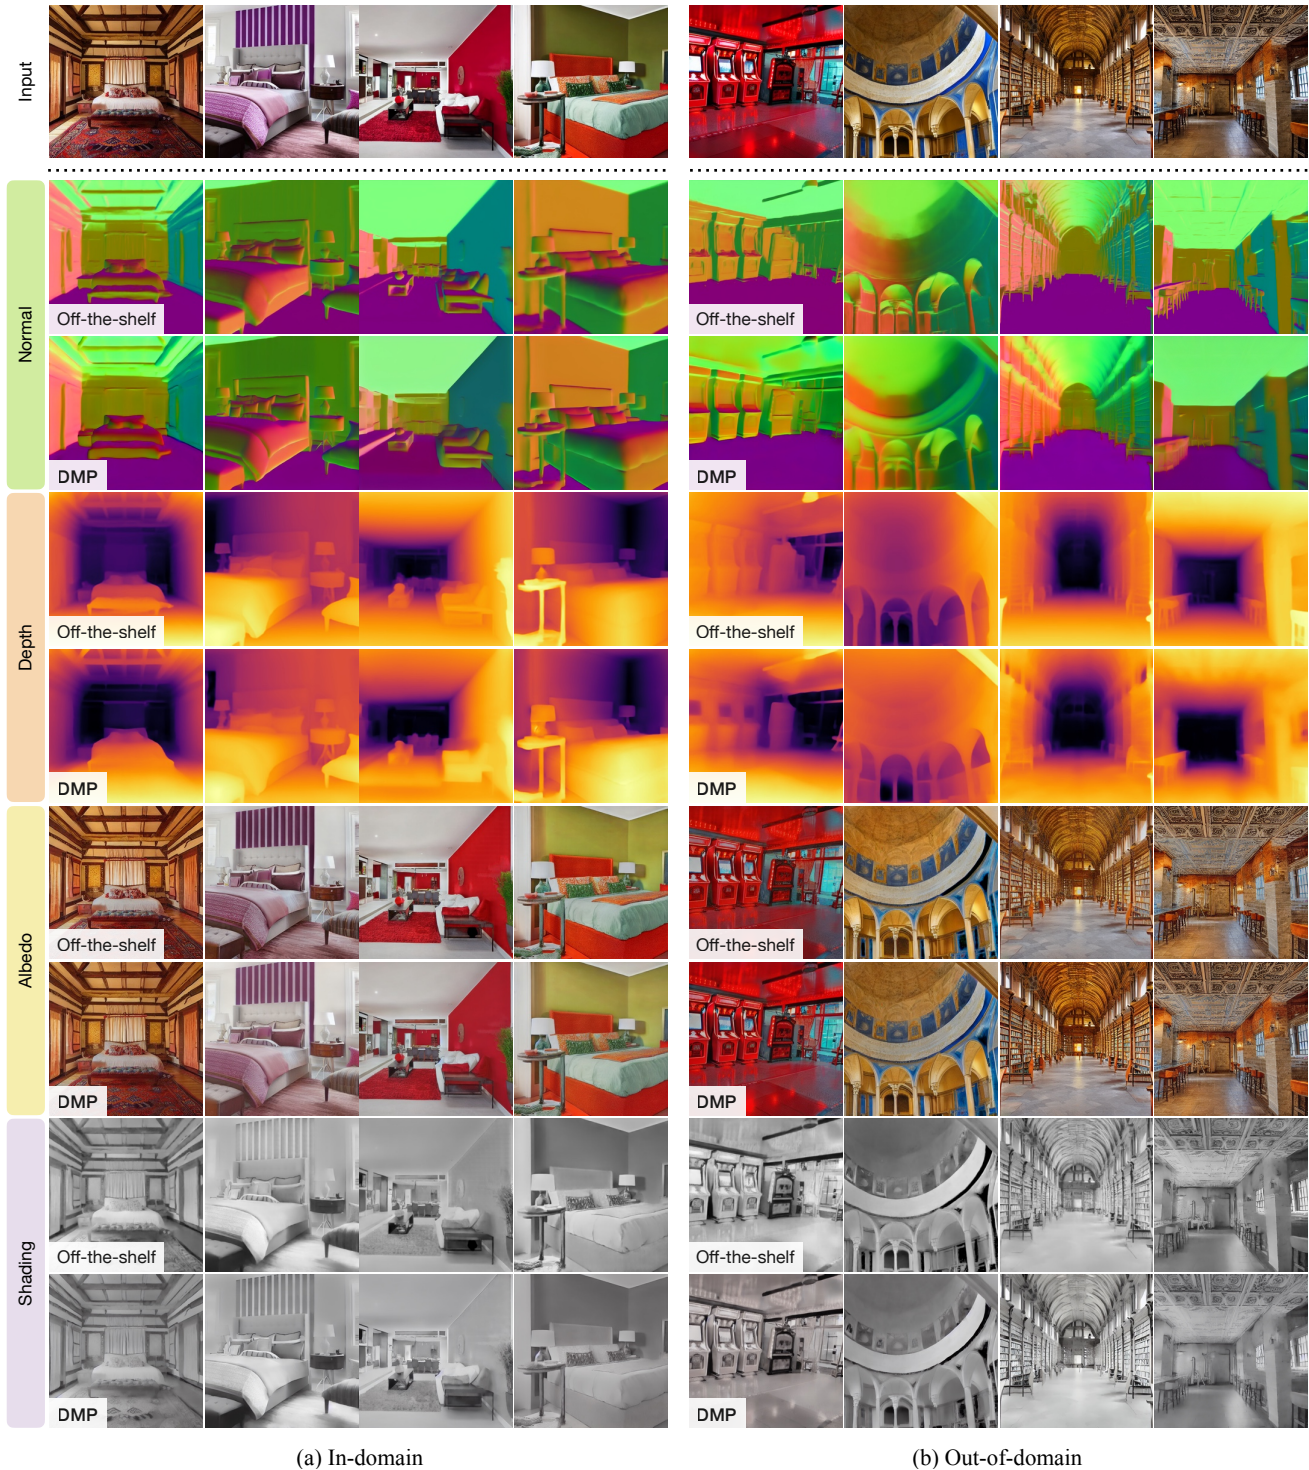 Input
Normal
Off-the-shelf
Off-the-shelf
DMP
DMP
Depth
Off-the-shelf
Off-the-shelf
DMP
DMP
Albedo
Off-the-shelf
Off-the-shelf
DMP
DMP
Shading
Off-the-shelf
Off-the-shelf
DMP
DMP
(a) In-domain
(b) Out-of-domain